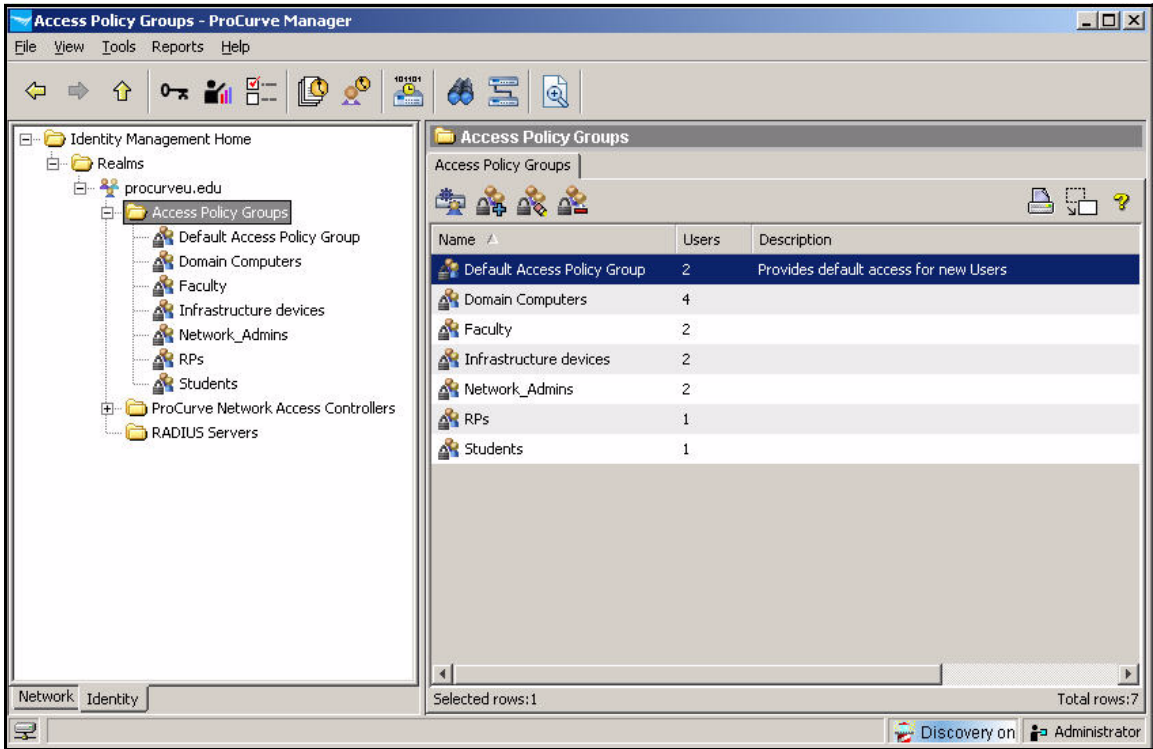 Access Policy Groups - ProCurve Manager
File View Tools Reports Help
101101
Identity Management Home
Realms
procurveu.edu
Access Policy Groups
Default Access Policy Group
Domain Computers
Faculty
Infrastructure devices
Network_Admins
RPs
Students
ProCurve Network Access Controllers
RADIUS Servers
Network Identity
Access Policy Groups
Access Policy Groups
Name Users Description
Default Access Policy Group 2 Provides default access for new Users
Domain Computers 4
Faculty 2
Infrastructure devices 2
Network_Admins 2
RPs 1
Students 1
Selected rows:1 Total rows:7
Discovery on Administrator